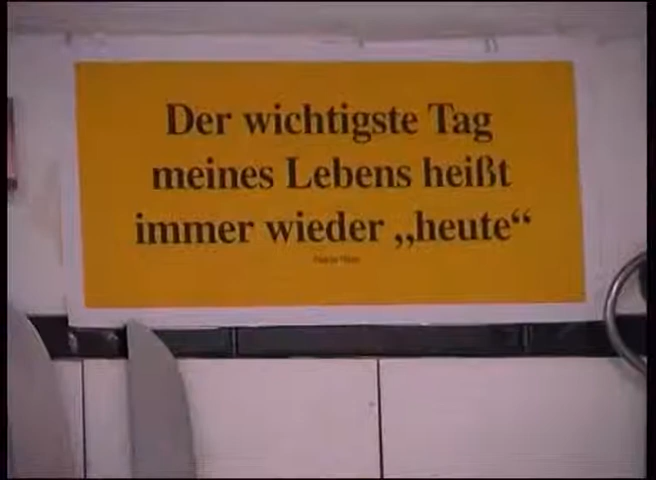 Der wichtigste Tag
meines Lebens heißt
immer wieder „heute“